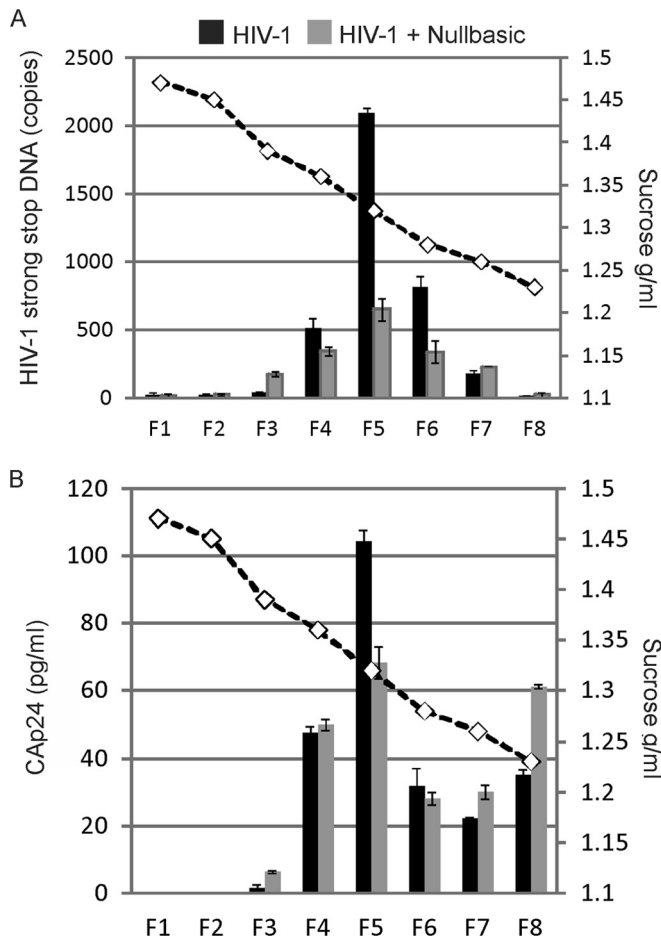 A
HIV-1 HIV-1 + Nullbasic
2500 1.5
2000 1.45
1500 1.4
1000 1.35
500 1.3
0 1.25
1.2
1.15
1.1
HIV-1 strong stop DNA (copies)
Sucrose g/ml
F1 F2 F3 F4 F5 F6 F7 F8
B
120 1.5
100 1.45
80 1.4
60 1.35
40 1.3
20 1.25
0 1.2
1.15
1.1
CAp24 (pg/ml)
Sucrose g/ml
F1 F2 F3 F4 F5 F6 F7 F8